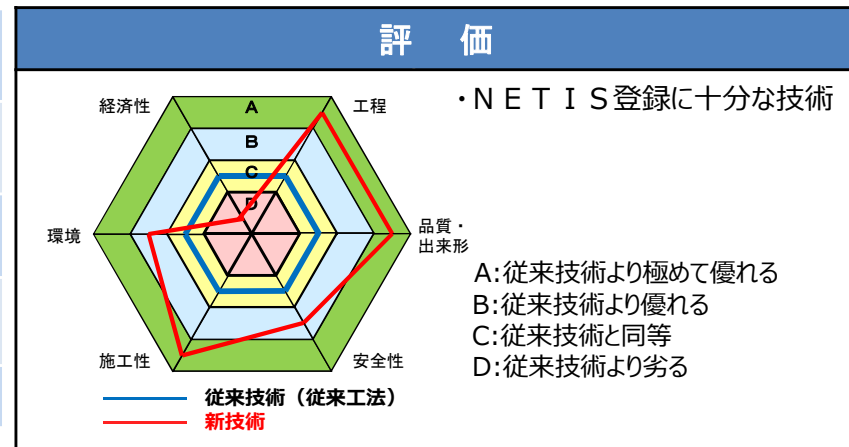 評　価
・ＮＥＴＩＳ登録に十分な技術
経済性
工程
A
B
C
D
環境
品質・
出来形
施工性
安全性
A:従来技術より極めて優れる
B:従来技術より優れる
C:従来技術と同等
D:従来技術より劣る
従来技術（従来工法）
新技術